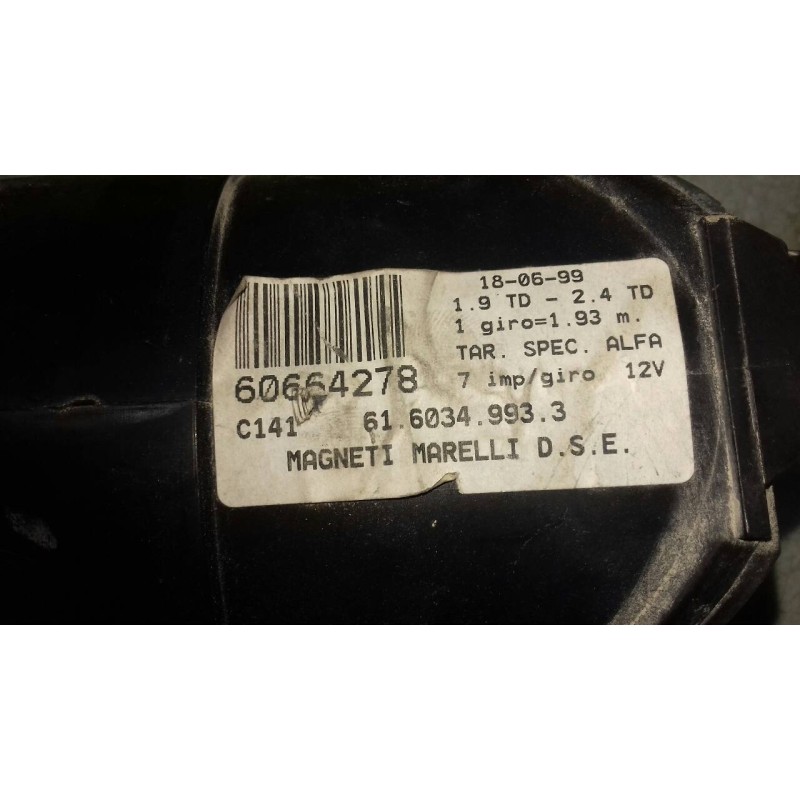 18-06-99
1.9 TD - 2.4 TD
1 giro=1.93 m.
TAR. SPEC. ALFA
60664278 7 imp/giro 12V
C141 61.6034.993.3
MAGNETI MARELLI D.S.E.